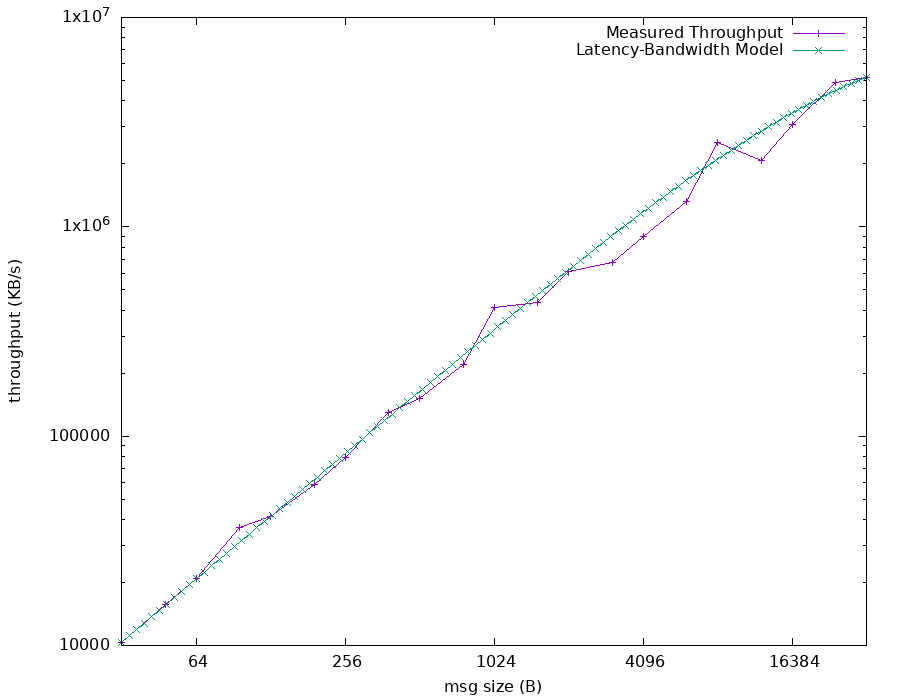 1x10^7
Measured Throughput
Latency-Bandwidth Model
1x10^6
throughput (KB/s)
100000
10000
64 256 1024 4096 16384
msg size (B)